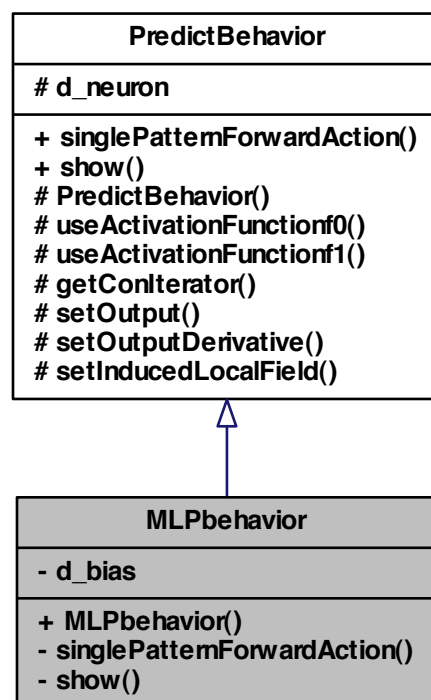 PredictBehavior
# d_neuron
+ singlePatternForwardAction()
+ show()
# PredictBehavior()
# useActivationFunctionf0()
# useActivationFunctionf1()
# getConIterator()
# setOutput()
# setOutputDerivative()
# setInducedLocalField()
MLPbehavior
- d_bias
+ MLPbehavior()
- singlePatternForwardAction()
- show()